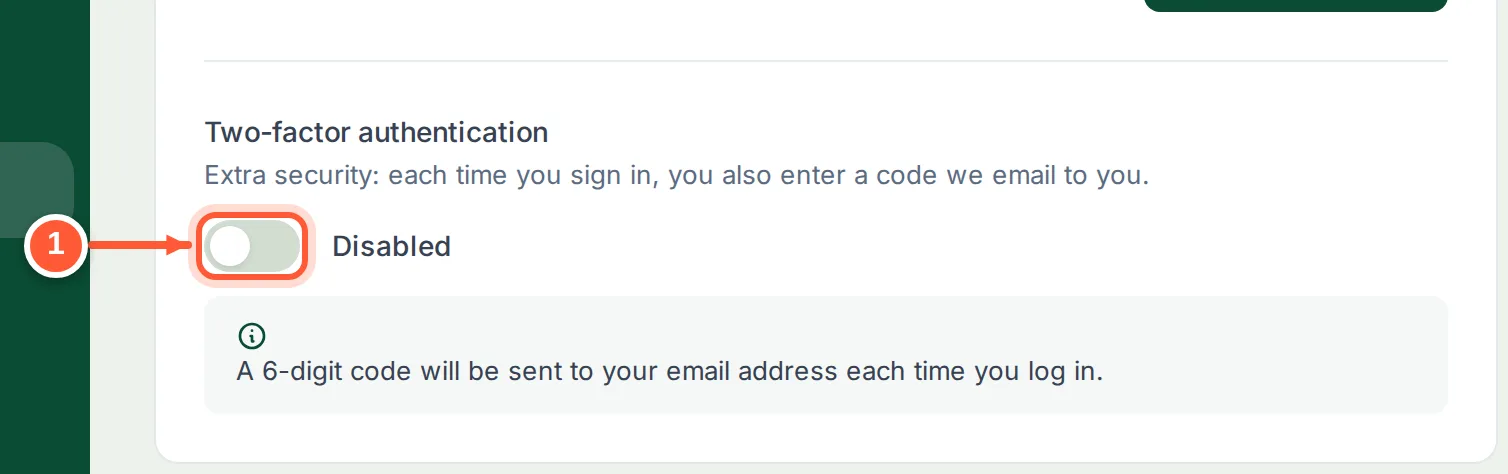 Two-factor authentication
Extra security: each time you sign in, you also enter a code we email to you.
1
Disabled
A 6-digit code will be sent to your email address each time you log in.